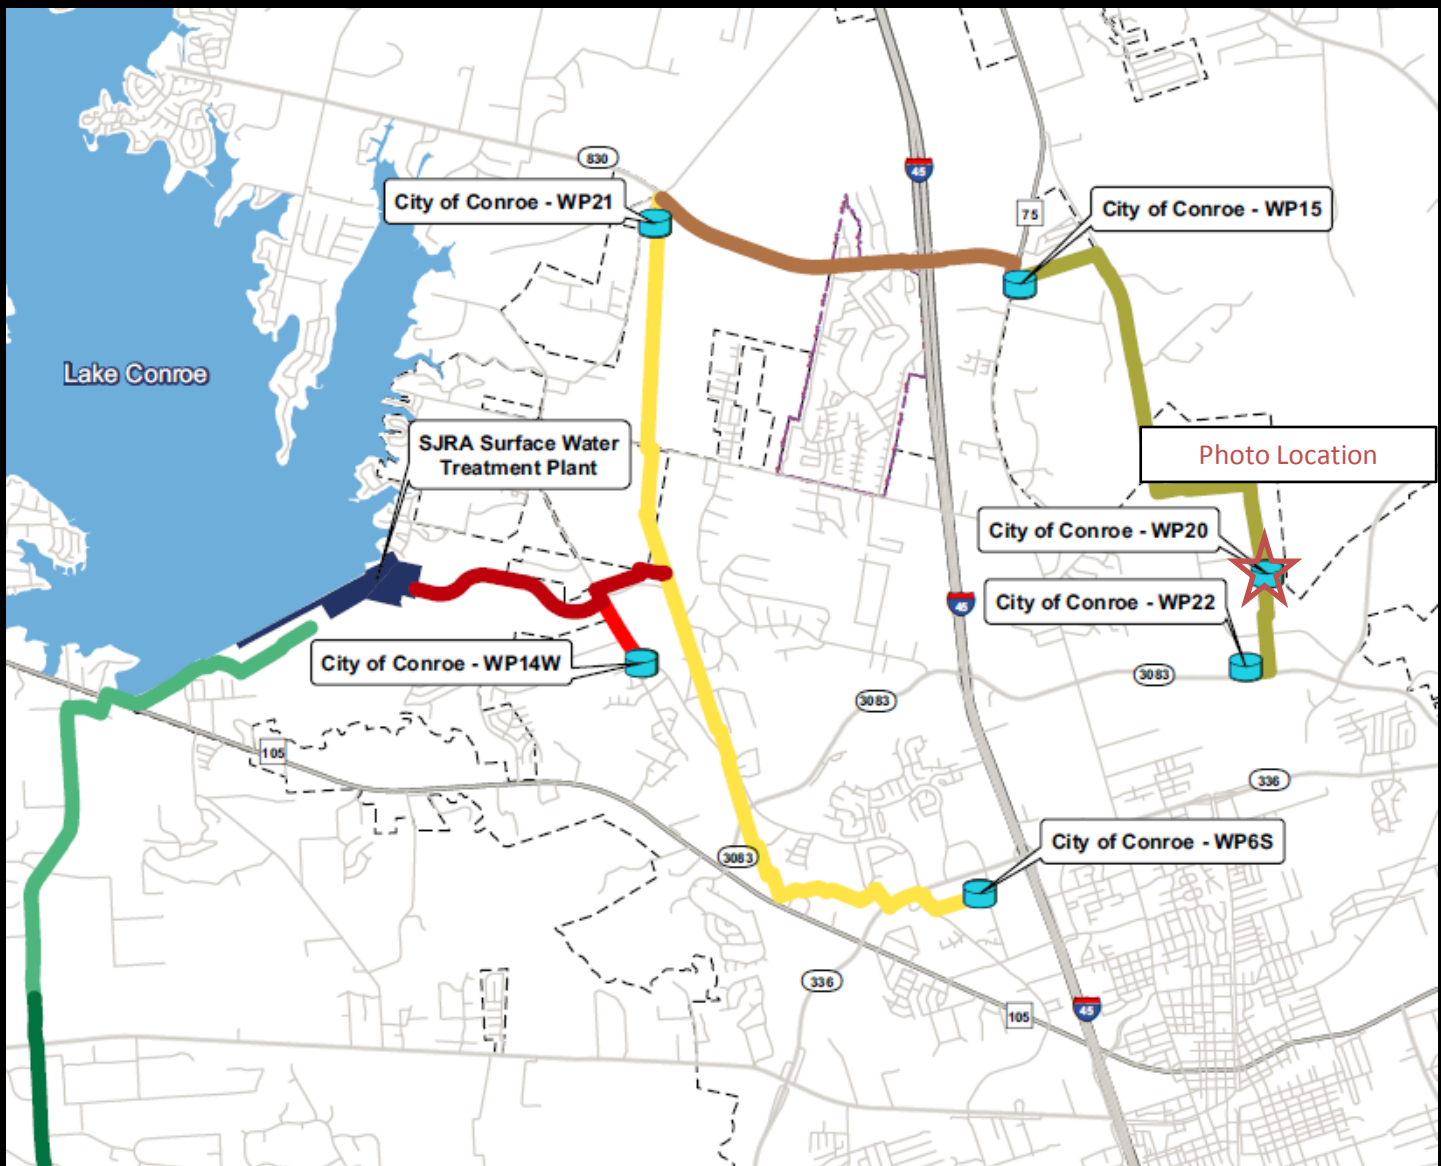 830
45
City of Conroe - WP21
75
City of Conroe - WP15
Lake Conroe
SJRA Surface Water
Treatment Plant
Photo Location
City of Conroe - WP20
45
City of Conroe - WP22
City of Conroe - WP14W
3083
3083
105
336
City of Conroe - WP6S
3083
336
105
45